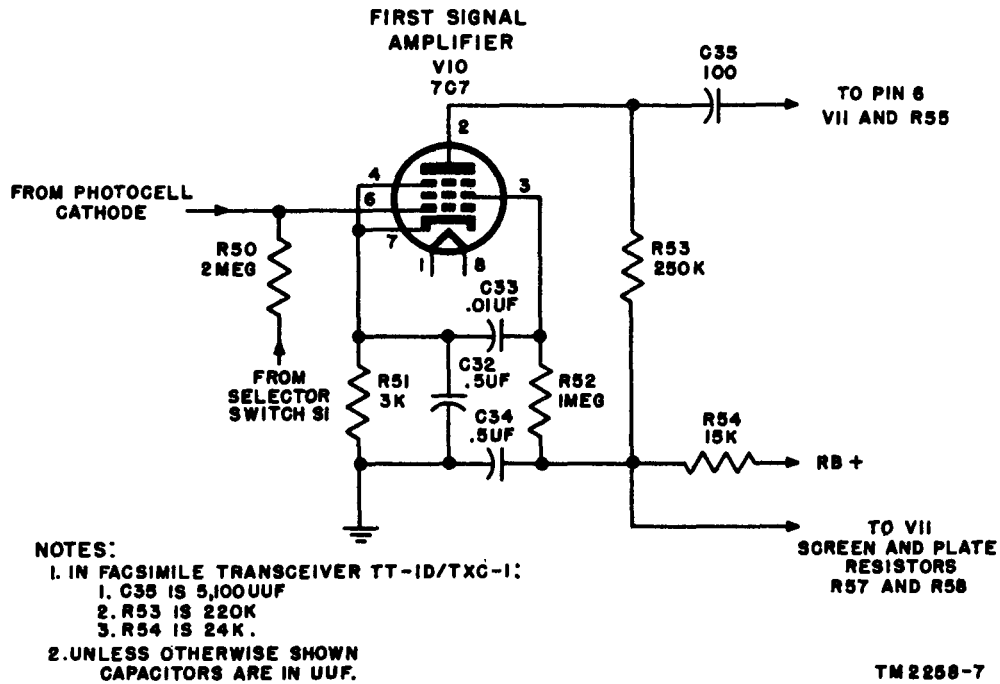 FIRST SIGNAL
AMPLIFIER
V10
7C7
C35
100
TO PIN 6
V11 AND R55
2
4
3
6
7
1
8
FROM PHOTOCELL
CATHODE
R50
2MEG
FROM
SELECTOR
SWITCH S1
C33
.01UF
R53
250K
R51
3K
C32
.5UF
R52
1MEG
C34
.5UF
R54
15K
RB +
TO V11
SCREEN AND PLATE
RESISTORS
R57 AND R58
NOTES:
1. IN FACSIMILE TRANSCEIVER TT-1D/TXC-1:
1. C35 IS 5,100UUF
2. R53 IS 220K
3. R54 IS 24K.
2. UNLESS OTHERWISE SHOWN
CAPACITORS ARE IN UUF.
TM2258-7